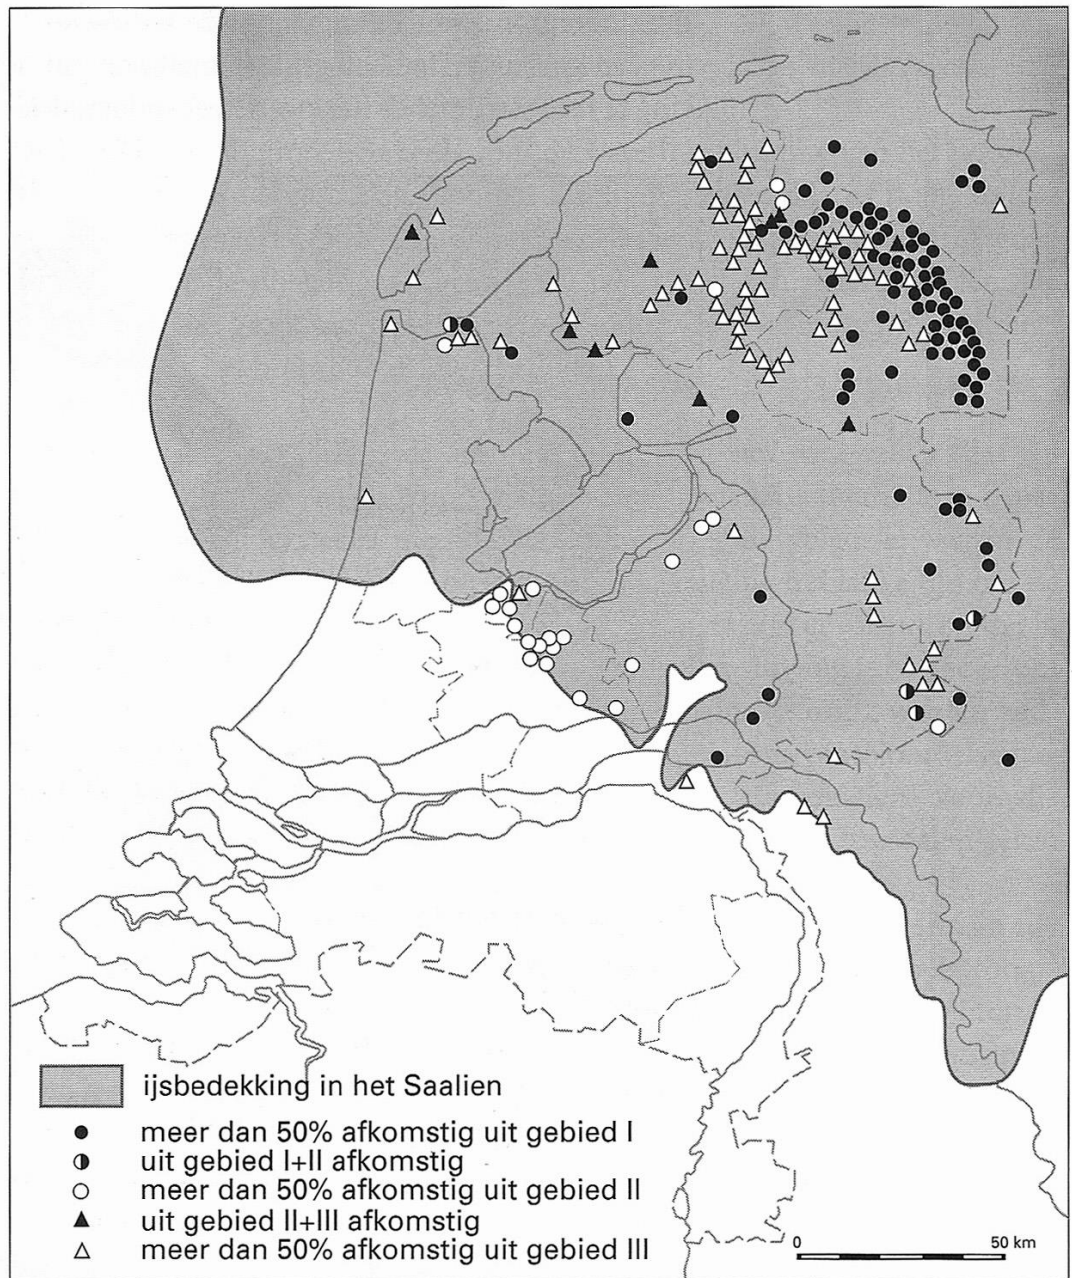 ijsbedekking in het Saalien
meer dan 50% afkomstig uit gebied I
uit gebied I+II afkomstig
meer dan 50% afkomstig uit gebied II
uit gebied II+III afkomstig
meer dan 50% afkomstig uit gebied III
0 50 km